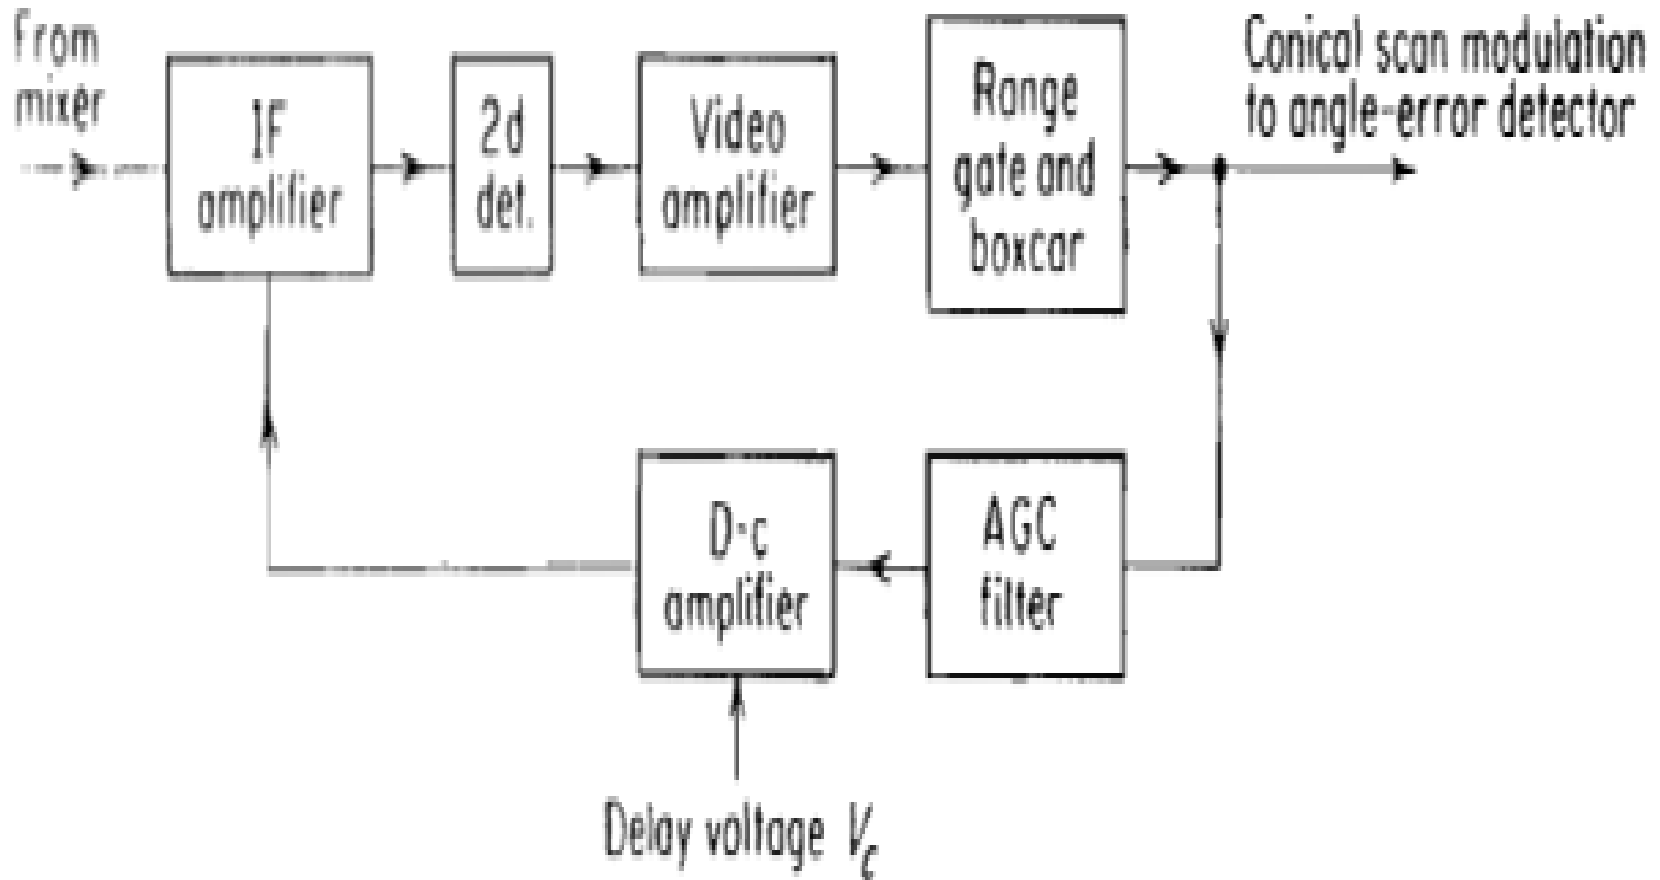 From
mixer
IF
amplifier
2d
det.
Video
amplifier
Range
gate and
boxcar
Conical scan modulation
to angle-error detector
D-c
amplifier
AGC
filter
Delay voltage Vc